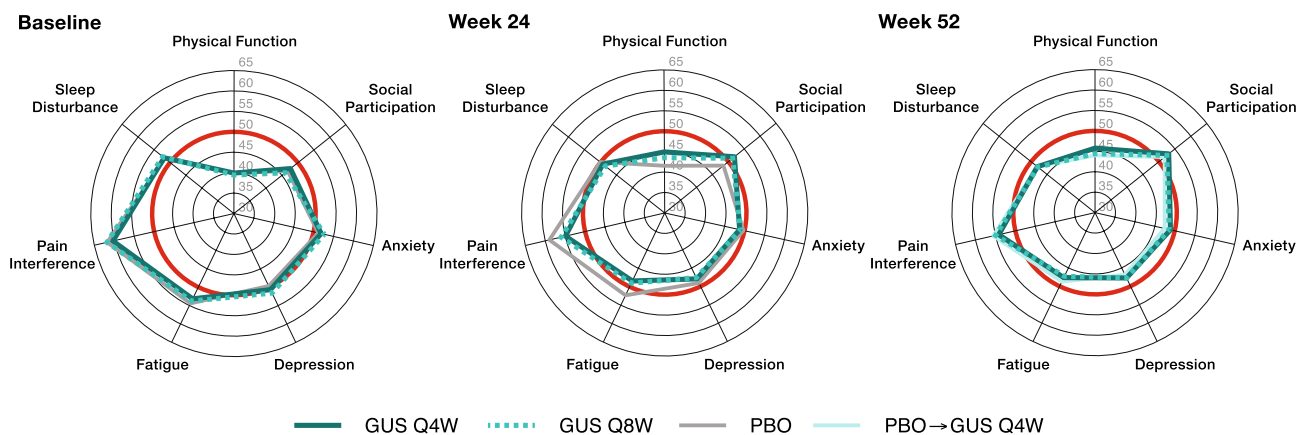 Baseline
Physical Function
Sleep
Disturbance
Social
Participation
Pain
Interference
Anxiety
Fatigue
Depression
65
60
55
50
45
40
35
30
Week 24
Physical Function
Sleep
Disturbance
Social
Participation
Pain
Interference
Anxiety
Fatigue
Depression
65
60
55
50
45
40
35
30
Week 52
Physical Function
Sleep
Disturbance
Social
Participation
Pain
Interference
Anxiety
Fatigue
Depression
65
60
55
50
45
40
35
30
GUS Q4W
GUS Q8W
PBO
PBO→GUS Q4W